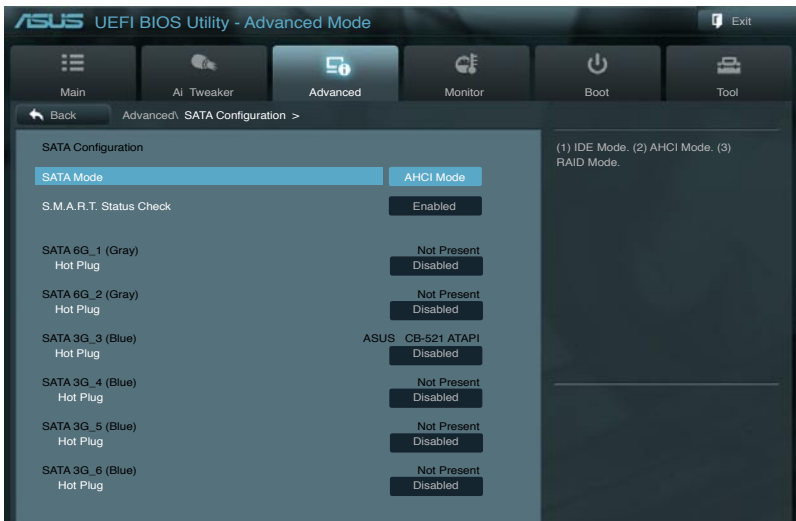 ASUS UEFI BIOS Utility - Advanced Mode
Exit
Main
Ai Tweaker
Advanced
Monitor
Boot
Tool
Back
Advanced\ SATA Configuration >
SATA Configuration
SATA Mode AHCI Mode
S.M.A.R.T. Status Check Enabled
SATA 6G_1 (Gray) Not Present
Hot Plug Disabled
SATA 6G_2 (Gray) Not Present
Hot Plug Disabled
SATA 3G_3 (Blue) ASUS CB-521 ATAPI
Hot Plug Disabled
SATA 3G_4 (Blue) Not Present
Hot Plug Disabled
SATA 3G_5 (Blue) Not Present
Hot Plug Disabled
SATA 3G_6 (Blue) Not Present
Hot Plug Disabled
(1) IDE Mode. (2) AHCI Mode. (3)
RAID Mode.